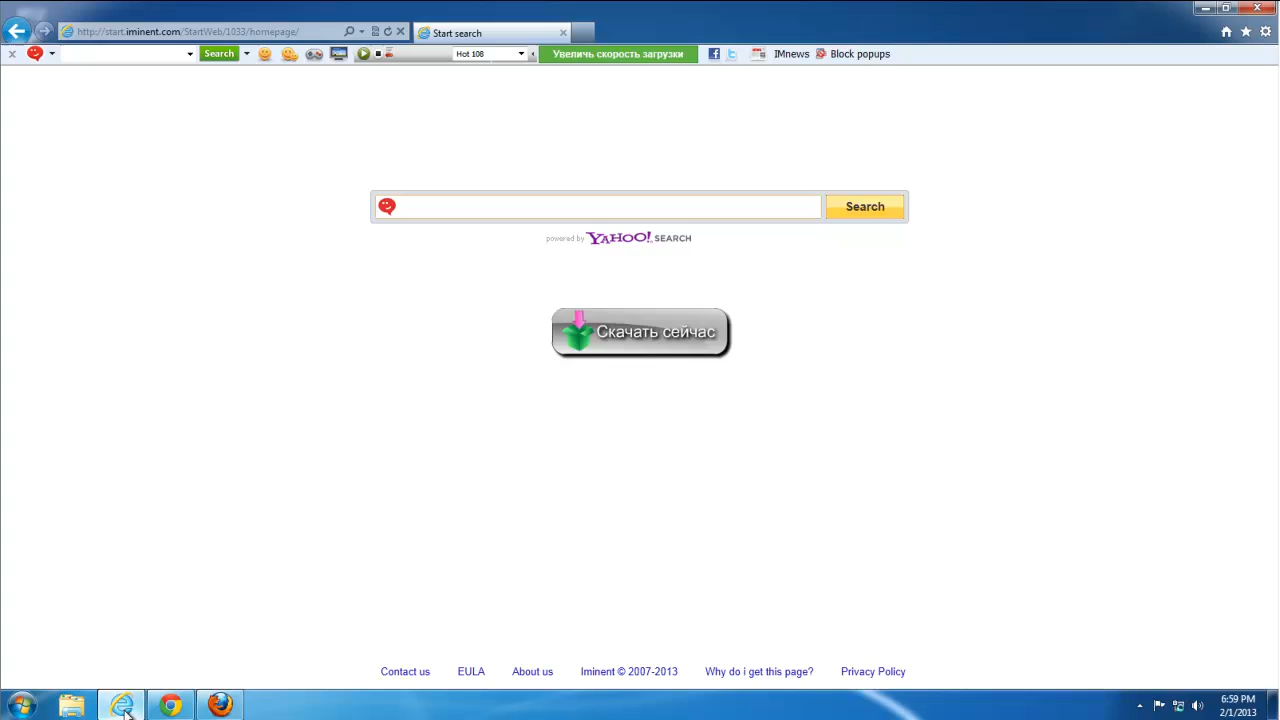 http://start.iminent.com/StartWeb/1033/homepage/
Start search
Search
Hot 108
Увеличь скорость загрузки
IMnews
Block popups
Search
powered by YAHOO! SEARCH
Скачать сейчас
Contact us
EULA
About us
Iminent © 2007-2013
Why do i get this page?
Privacy Policy
6:59 PM
2/1/2013